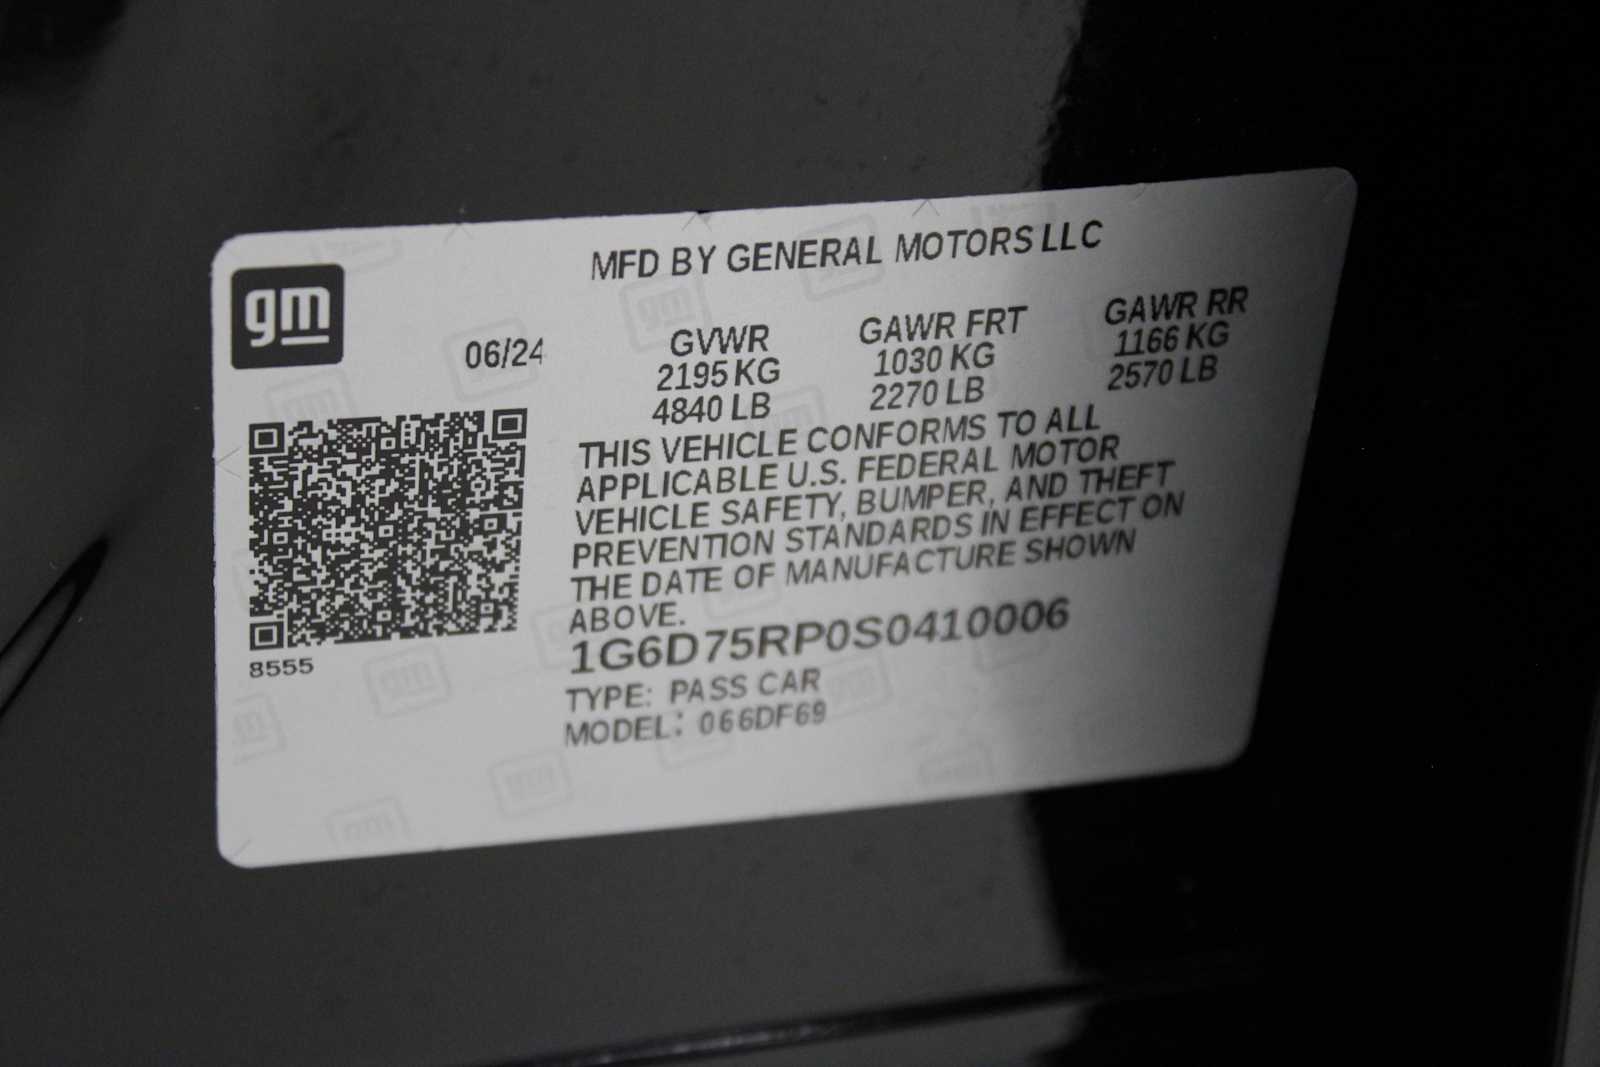 MFD BY GENERAL MOTORS LLC
gm
06/24
GVWR
2195 KG
4840 LB
GAWR FRT
1030 KG
2270 LB
GAWR RR
1166 KG
2570 LB
THIS VEHICLE CONFORMS TO ALL
APPLICABLE U.S. FEDERAL MOTOR
VEHICLE SAFETY, BUMPER, AND THEFT
PREVENTION STANDARDS IN EFFECT ON
THE DATE OF MANUFACTURE SHOWN
ABOVE.
1G6D75RP0S0410006
TYPE: PASS CAR
MODEL: 066DF69
8555